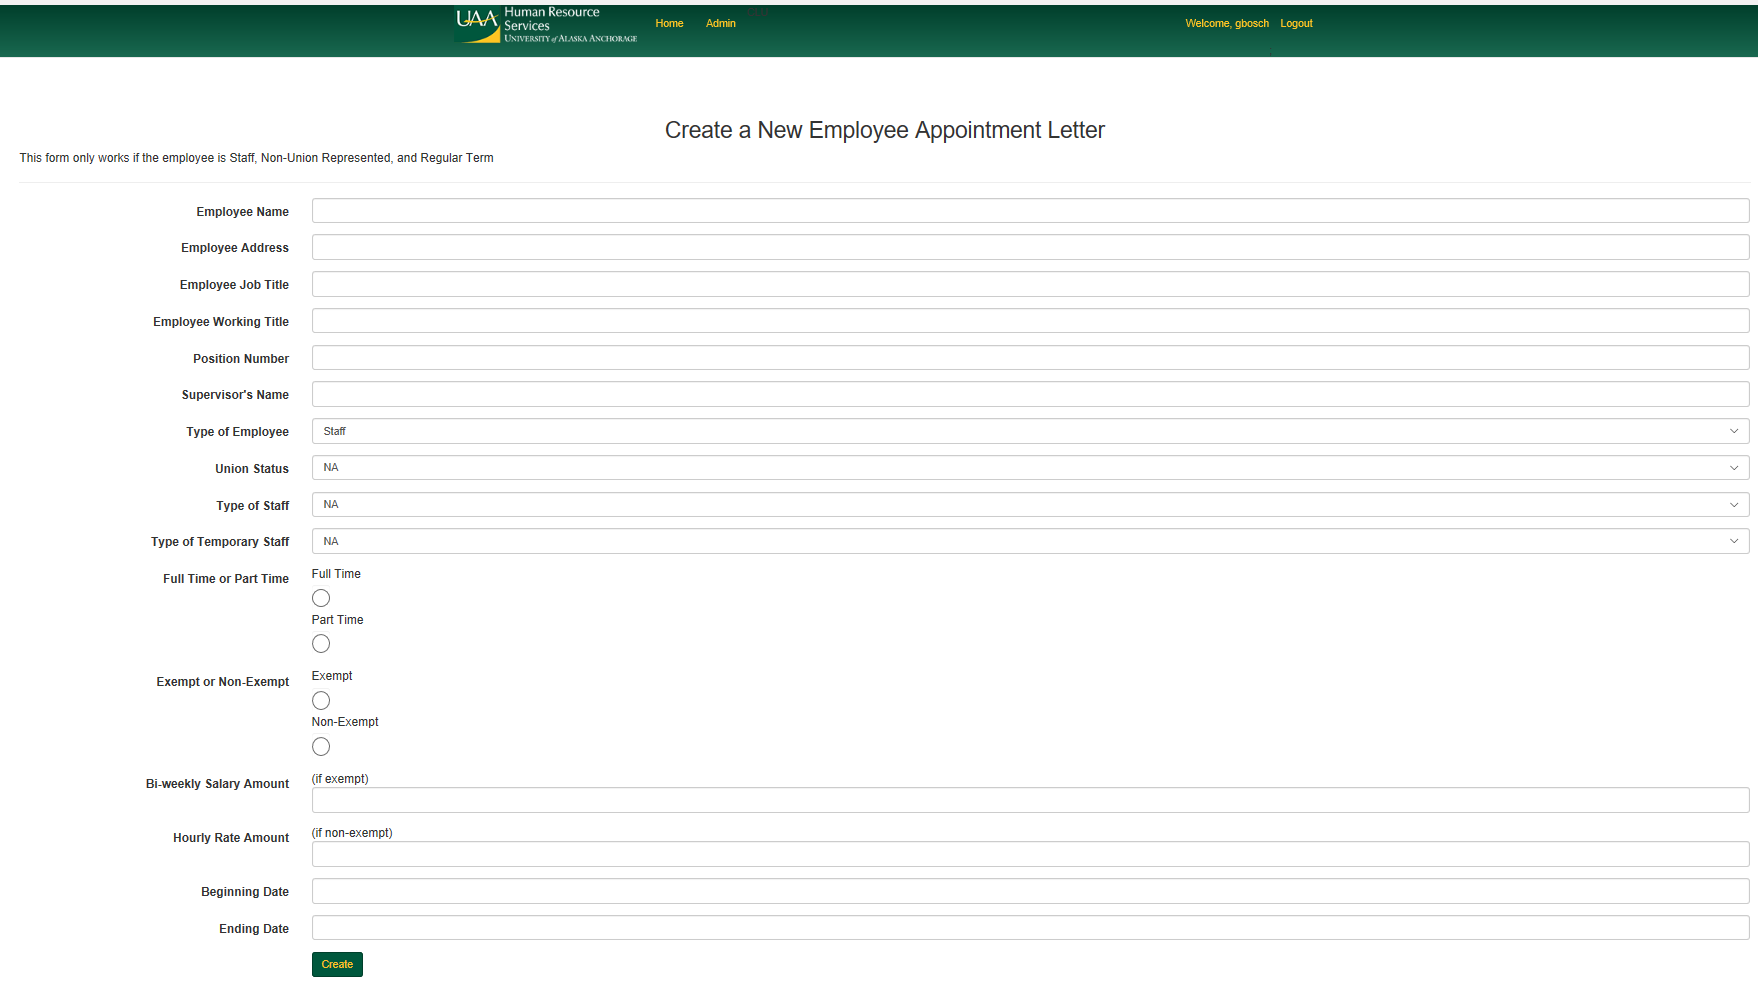 UAA
Human Resource
Services
UNIVERSITY of ALASKA ANCHORAGE
Home
Admin
Welcome, gbosch
Logout
Create a New Employee Appointment Letter
This form only works if the employee is Staff, Non-Union Represented, and Regular Term
Employee Name
Employee Address
Employee Job Title
Employee Working Title
Position Number
Supervisor's Name
Type of Employee
Staff
Union Status
NA
Type of Staff
NA
Type of Temporary Staff
NA
Full Time or Part Time
Full Time
Part Time
Exempt or Non-Exempt
Exempt
Non-Exempt
Bi-weekly Salary Amount
(if exempt)
Hourly Rate Amount
(if non-exempt)
Beginning Date
Ending Date
Create